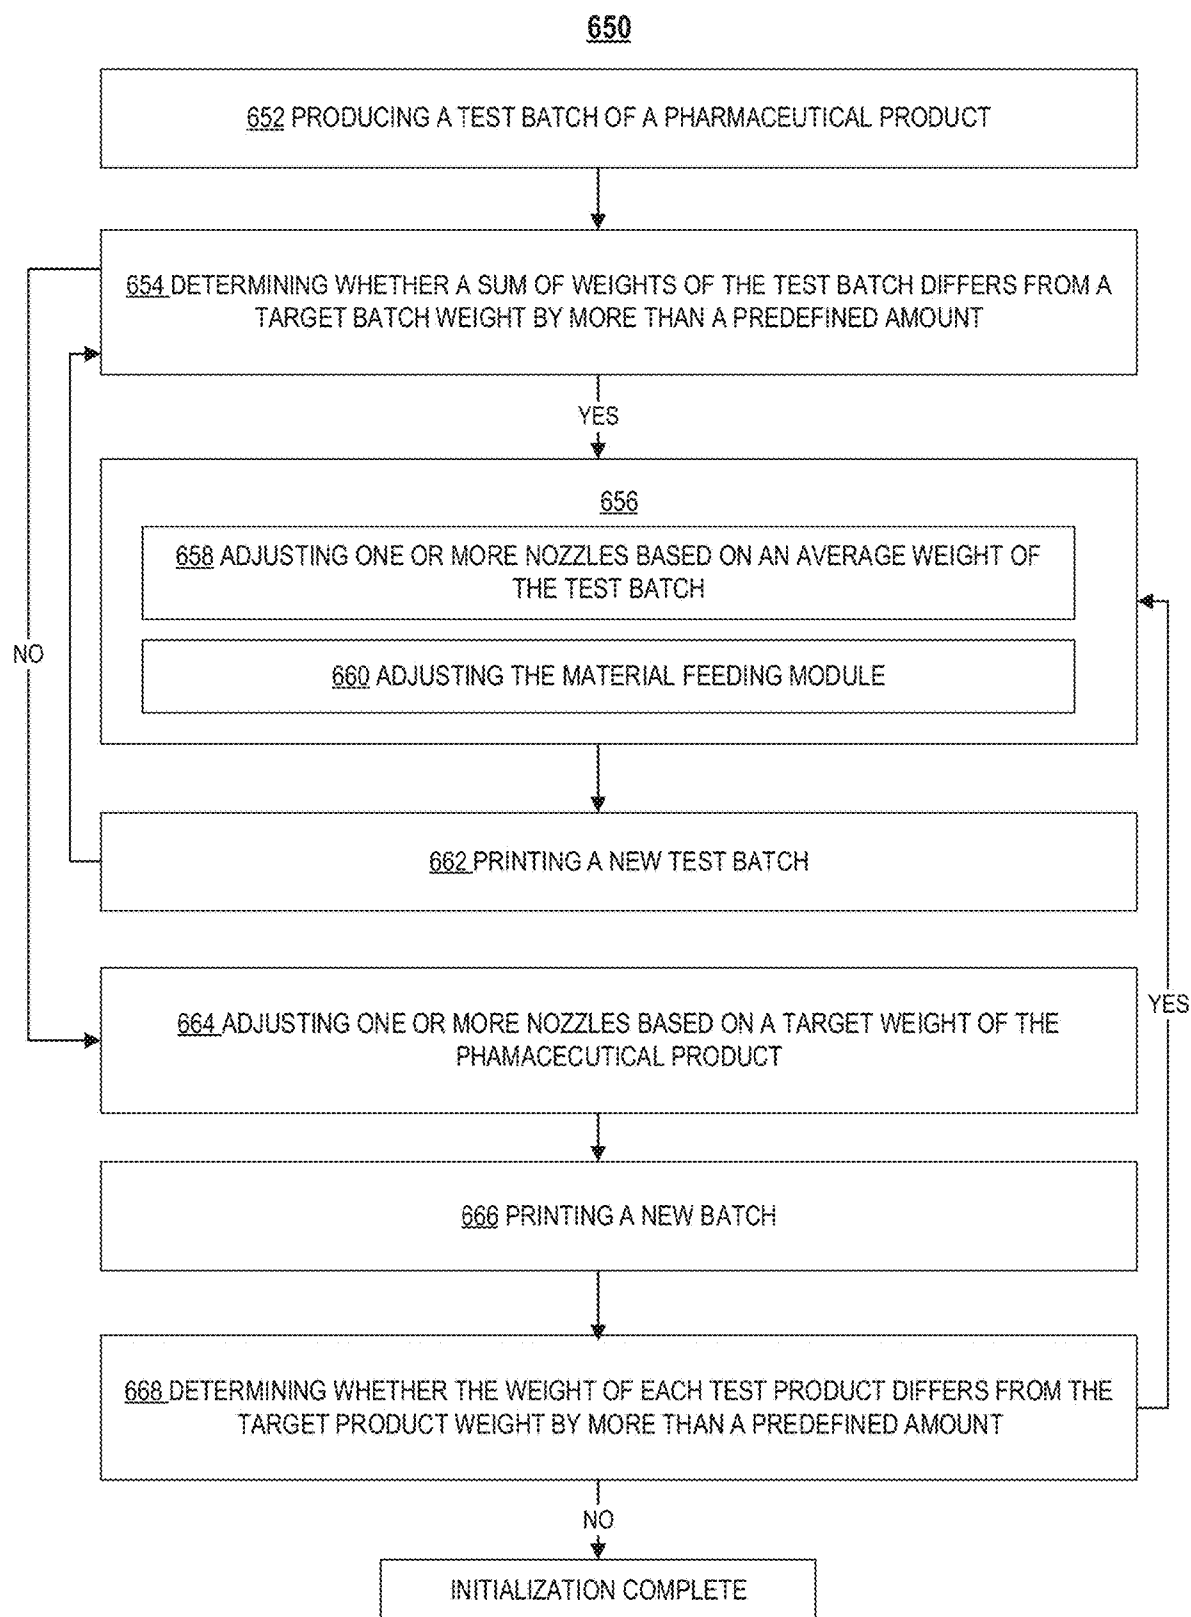 650
652 PRODUCING A TEST BATCH OF A PHARMACEUTICAL PRODUCT
654 DETERMINING WHETHER A SUM OF WEIGHTS OF THE TEST BATCH DIFFERS FROM A
TARGET BATCH WEIGHT BY MORE THAN A PREDEFINED AMOUNT
YES
656
658 ADJUSTING ONE OR MORE NOZZLES BASED ON AN AVERAGE WEIGHT OF
THE TEST BATCH
NO
660 ADJUSTING THE MATERIAL FEEDING MODULE
662 PRINTING A NEW TEST BATCH
YES
664 ADJUSTING ONE OR MORE NOZZLES BASED ON A TARGET WEIGHT OF THE
PHAMACECUTICAL PRODUCT
666 PRINTING A NEW BATCH
668 DETERMINING WHETHER THE WEIGHT OF EACH TEST PRODUCT DIFFERS FROM THE
TARGET PRODUCT WEIGHT BY MORE THAN A PREDEFINED AMOUNT
NO
INITIALIZATION COMPLETE